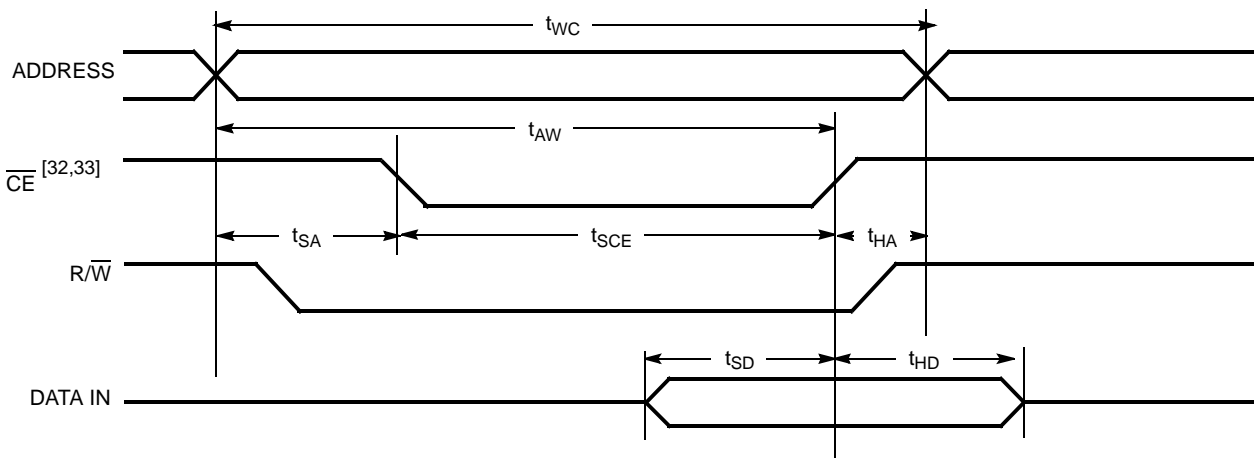 tWC
ADDRESS
tAW
CE [32,33]
tSA
tSCE
tHA
R/W
tSD
tHD
DATA IN